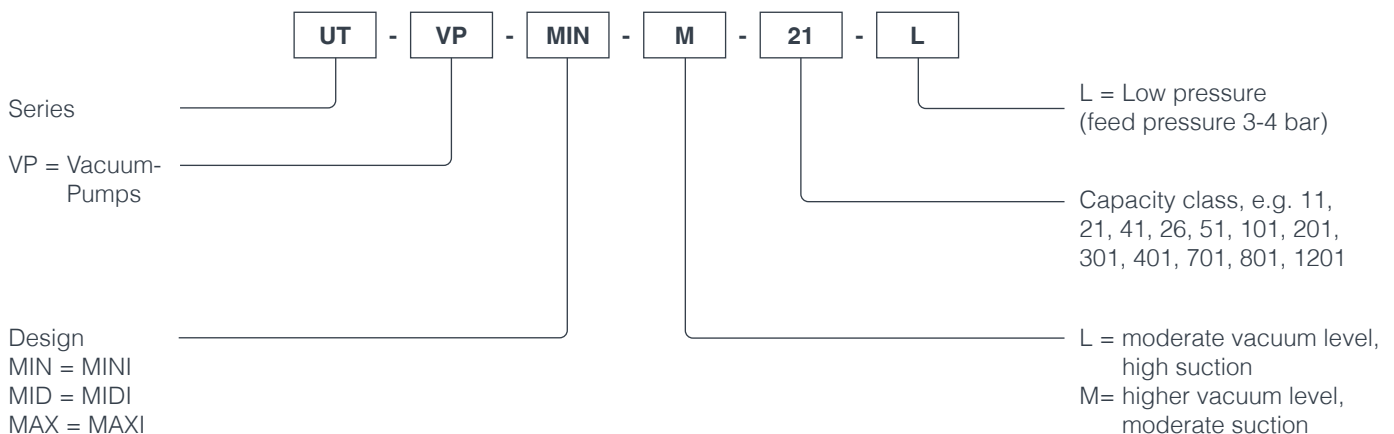 UT - VP - MIN - M - 21 - L
Series
VP = Vacuum-
Pumps
Design
MIN = MINI
MID = MIDI
MAX = MAXI
L = Low pressure
(feed pressure 3-4 bar)
Capacity class, e.g. 11,
21, 41, 26, 51, 101, 201,
301, 401, 701, 801, 1201
L = moderate vacuum level,
high suction
M= higher vacuum level,
moderate suction